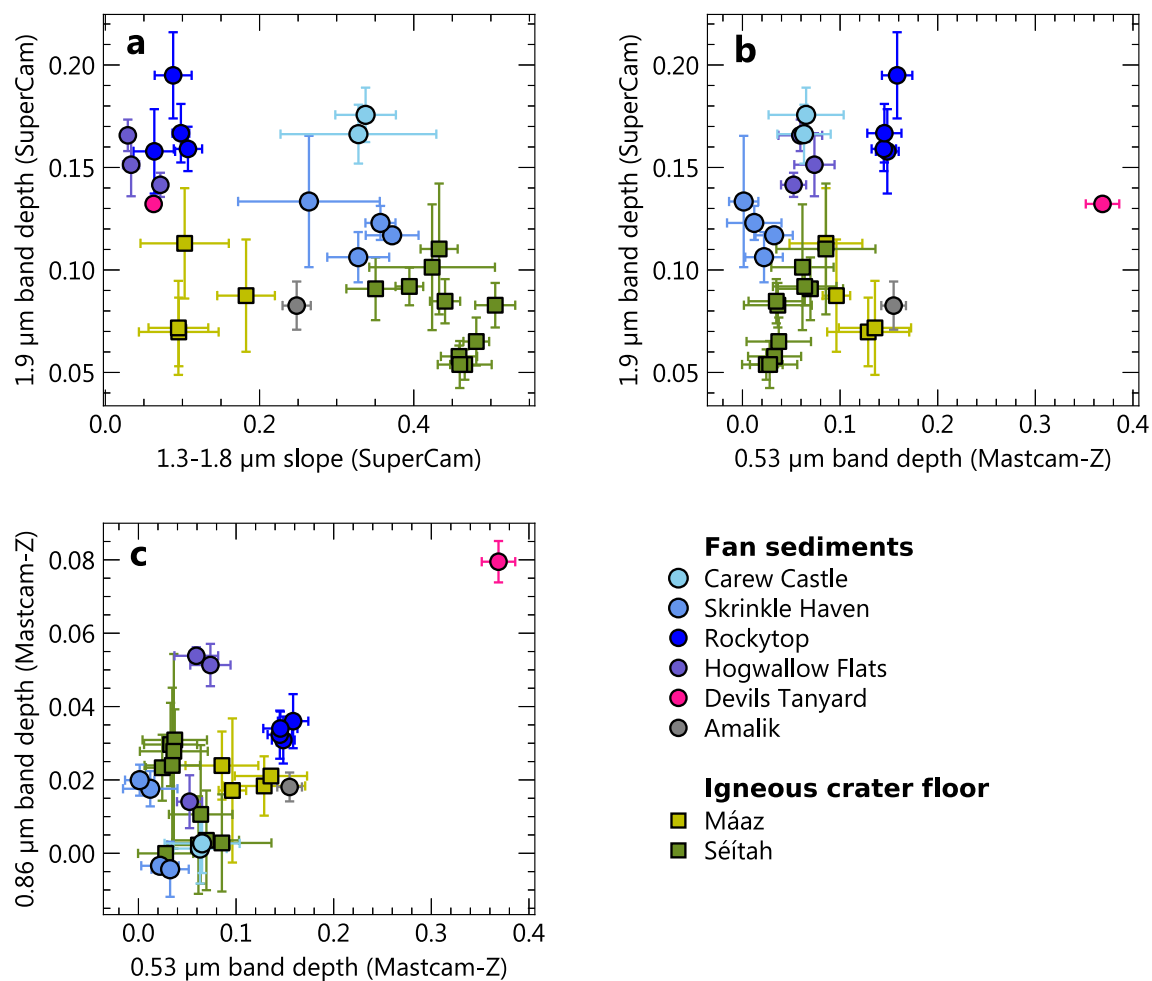 a
0.20
0.15
0.10
0.05
1.9 µm band depth (SuperCam)
0.0 0.2 0.4
1.3-1.8 µm slope (SuperCam)
b
0.20
0.15
0.10
0.05
1.9 µm band depth (SuperCam)
0.0 0.1 0.2 0.3 0.4
0.53 µm band depth (Mastcam-Z)
c
0.08
0.06
0.04
0.02
0.00
0.86 µm band depth (Mastcam-Z)
0.0 0.1 0.2 0.3 0.4
0.53 µm band depth (Mastcam-Z)
Fan sediments
Carew Castle
Skrinkle Haven
Rockytop
Hogwallow Flats
Devils Tanyard
Amalik
Igneous crater floor
Máaz
Séítah